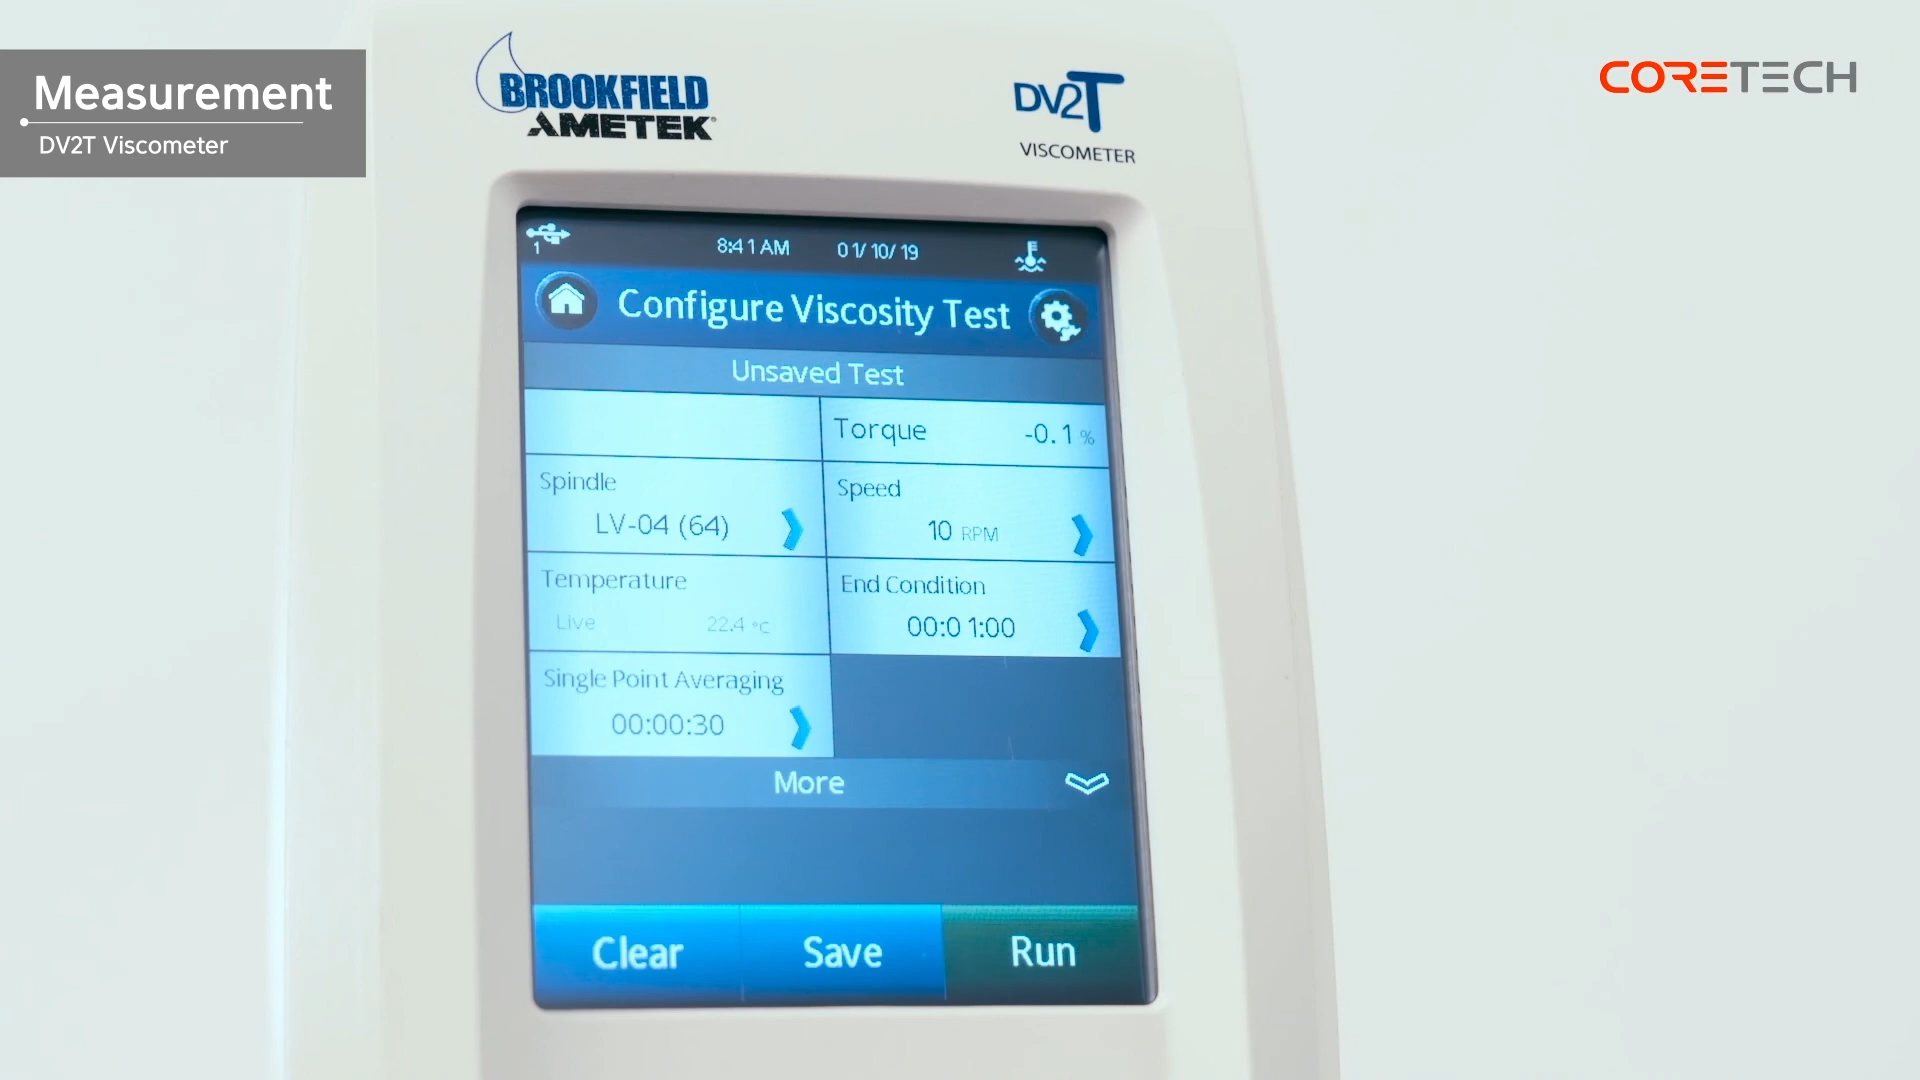 Measurement
DV2T Viscometer
BROOKFIELD
AMETEK
DV2T
VISCOMETER
CORETECH
1
8:41 AM 01/10/19
Configure Viscosity Test
Unsaved Test
Torque -0.1 %
Spindle
LV-04 (64)
Speed
10 RPM
Temperature
Live 22.4 °C
End Condition
00:01:00
Single Point Averaging
00:00:30
More
Clear Save Run